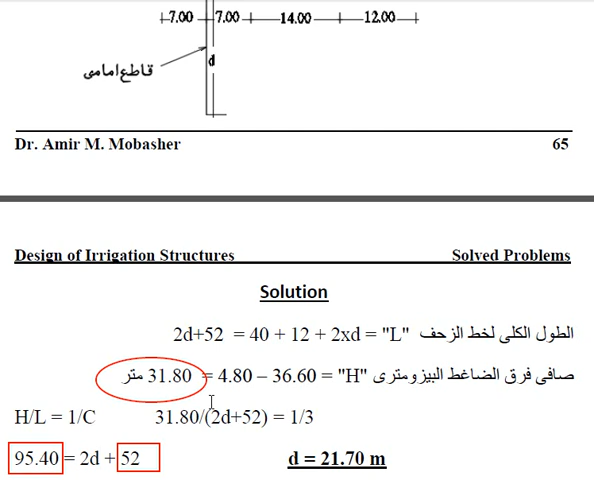 7.00 7.00 14.00 12.00
قاطع امامى
d
Dr. Amir M. Mobasher 65
Design of Irrigation Structures Solved Problems
Solution
الطول الكلى لخط الزحف "L" = 40 + 12 + 2xd = 2d+52
صافى فرق الضاغط البيزومترى "H" = 36.60 – 4.80 = 31.80 متر
H/L = 1/C 31.80/(2d+52) = 1/3
95.40 = 2d + 52 d = 21.70 m